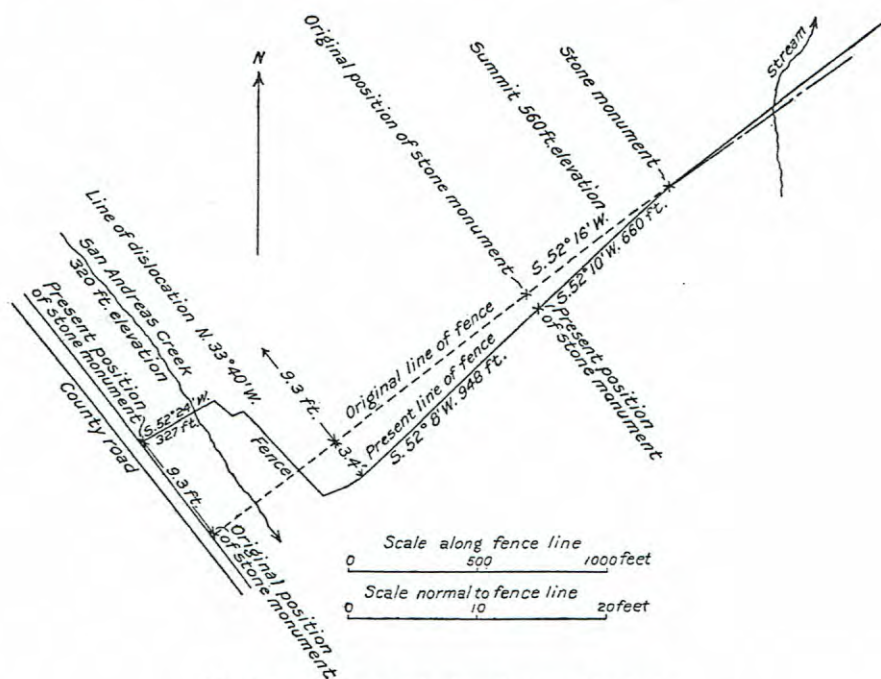 Original position of stone monument
Summit 560 ft. elevation
Stone monument
Stream
N
Line of dislocation N. 33° 40' W.
San Andreas Creek
320 ft. elevation
Present position
of stone monument
County road
S. 52° 24' W.
327 ft.
Fence
9.3 ft.
9.3 ft.
3.4
Original line of fence
S. 52° 16' W.
Present line of fence
S. 52° 8' W. 948 ft.
S. 52° 10' W. 660 ft.
Present position
of Stone manument
Original position
of Stone monument
Scale along fence line
0 500 1000 feet
Scale normal to fence line
0 10 20 feet